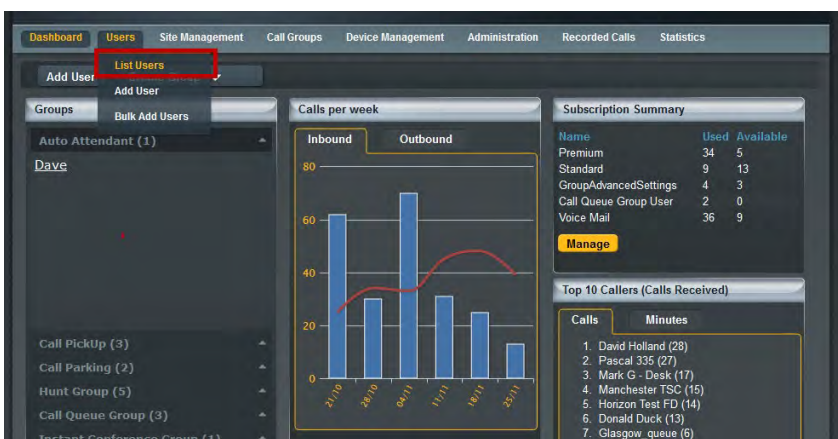 Dashboard Users Site Management Call Groups Device Management Administration Recorded Calls Statistics
List Users
Add User
Add User
Bulk Add Users
Groups
Auto Attendant (1)
Dave
Call PickUp (3)
Call Parking (2)
Hunt Group (5)
Call Queue Group (3)
Instant Conference Group (1)
Calls per week
Inbound Outbound
80
60
40
20
0
21/10 28/10 04/11 11/11 18/11 25/11
Subscription Summary
Name Used Available
Premium 34 5
Standard 9 13
GroupAdvancedSettings 4 3
Call Queue Group User 2 0
Voice Mail 36 9
Manage
Top 10 Callers (Calls Received)
Calls Minutes
1. David Holland (28)
2. Pascal 335 (27)
3. Mark G - Desk (17)
4. Manchester TSC (15)
5. Horizon Test FD (14)
6. Donald Duck (13)
7. Glasgow queue (6)